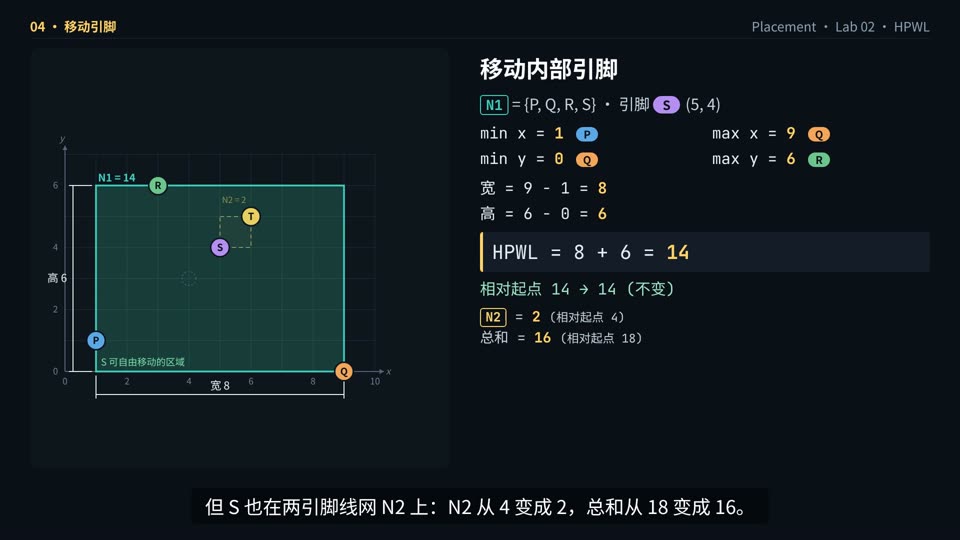 04 • 移动引脚
Placement • Lab 02 • HPWL
y
N1 = 14
R
6
N2 = 2
T
S
4
高 6
2
P
S 可自由移动的区域
0
Q
x
0 2 4 6 8 10
宽 8
移动内部引脚
N1 = {P, Q, R, S} • 引脚 S (5, 4)
min x = 1 P max x = 9 Q
min y = 0 Q max y = 6 R
宽 = 9 - 1 = 8
高 = 6 - 0 = 6
HPWL = 8 + 6 = 14
相对起点 14 → 14 (不变)
N2 = 2 (相对起点 4)
总和 = 16 (相对起点 18)
但 S 也在两引脚线网 N2 上：N2 从 4 变成 2，总和从 18 变成 16。